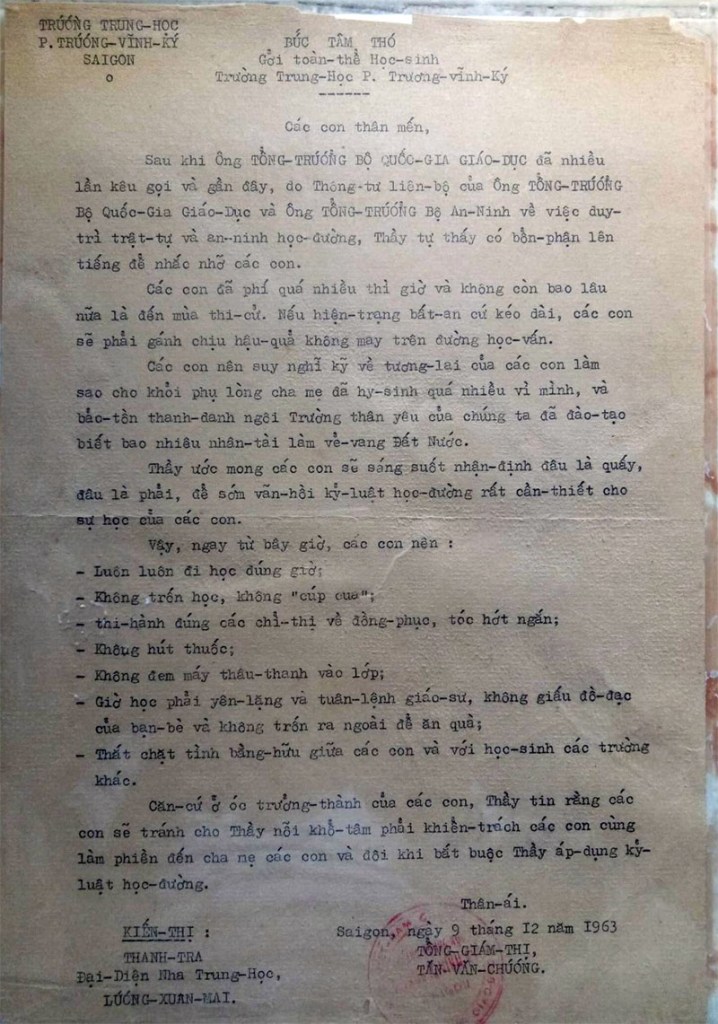 TRƯỜNG TRUNG-HỌC
P. TRƯƠNG-VĨNH-KÝ
SAIGON
o
BỨC TÂM THƠ
Gởi toàn-thể Học-sinh
Trường Trung-Học P. Trương-vĩnh-Ký
------
Các con thân mến,
Sau khi Ông TỔNG-TRƯỞNG BỘ QUỐC-GIA GIÁO-DỤC đã nhiều
lần kêu gọi và gần đây, do Thông-tư liên-bộ của Ông TỔNG-TRƯỞNG
Bộ Quốc-Gia Giáo-Dục và Ông TỔNG-TRƯỞNG Bộ An-Ninh về việc duy-
trì trật-tự và an-ninh học-đường, Thầy tự thấy có bổn-phận lên
tiếng để nhắc nhở các con.
Các con đã phí quá nhiều thì giờ và không còn bao lâu
nữa là đến mùa thi-cử. Nếu hiện-trạng bất-an cứ kéo dài, các con
sẽ phải gánh chịu hậu-quả không may trên đường học-vấn.
Các con nên suy nghĩ kỹ về tương-lai của các con làm
sao cho khỏi phụ lòng cha mẹ đã hy-sinh quá nhiều vì mình, và
bảo-tồn thanh-danh ngôi Trường thân yêu của chúng ta đã đào-tạo
biết bao nhiêu nhân-tài làm vẻ-vang Đất Nước.
Thầy ước mong các con sẽ sáng suốt nhận-định đâu là quấy,
đâu là phải, để sớm vãn-hồi kỷ-luật học-đường rất cần-thiết cho
sự học của các con.
Vậy, ngay từ bây giờ, các con nên :
- Luôn luôn đi học đúng giờ;
- Không trốn học, không "cúp cua";
- thi-hành đúng các chỉ-thị về đồng-phục, tóc hớt ngắn;
- Không hút thuốc;
- Không đem máy thâu-thanh vào lớp;
- Giờ học phải yên-lặng và tuân-lệnh giáo-sư, không giấu đồ-đạc
của bạn-bè và không trốn ra ngoài để ăn quà;
- Thắt chặt tình bằng-hữu giữa các con và với học-sinh các trường
khác.
Căn-cứ ở óc trưởng-thành của các con, Thầy tin rằng các
con sẽ tránh cho Thầy nỗi khổ-tâm phải khiển-trách các con cùng
làm phiền đến cha mẹ các con và đôi khi bắt buộc Thầy áp-dụng kỷ-
luật học-đường.
Thân-ái.
Saigon, ngày 9 tháng 12 năm 1963
TỔNG-GIÁM-THỊ,
TĂN-VĂN-CHƯƠNG.
KIẾN-THỊ :
THANH-TRA
Đại-Diện Nha Trung-Học,
LƯƠNG-XUAN-MAI.